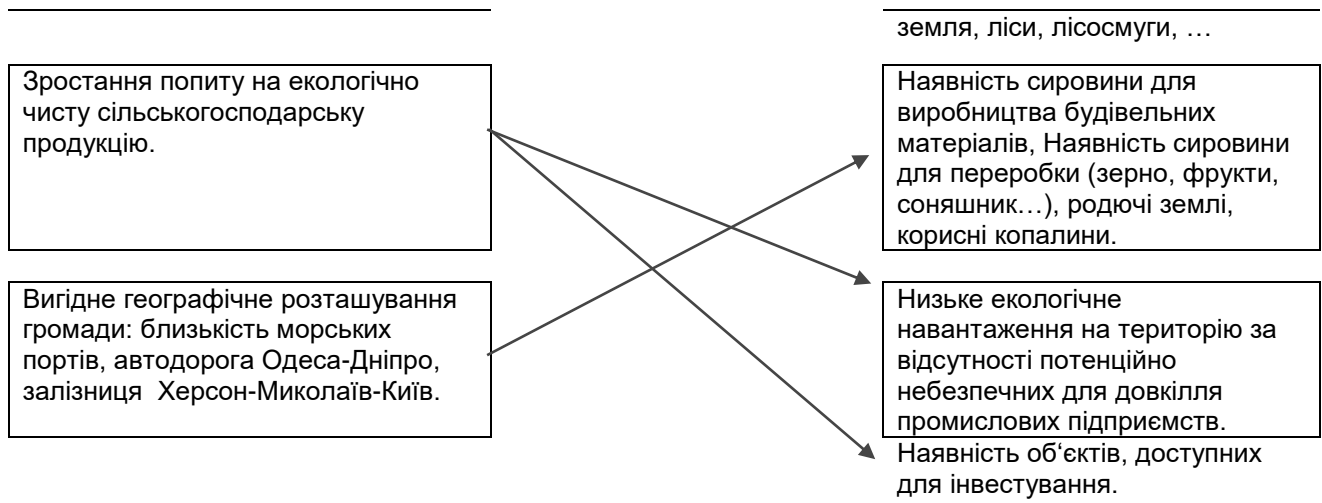 земля, ліси, лісосмуги, …
Зростання попиту на екологічно
чисту сільськогосподарську
продукцію.
Наявність сировини для
виробництва будівельних
матеріалів, Наявність сировини
для переробки (зерно, фрукти,
соняшник…), родючі землі,
корисні копалини.
Вигідне географічне розташування
громади: близькість морських
портів, автодорога Одеса-Дніпро,
залізниця Херсон-Миколаїв-Київ.
Низьке екологічне
навантаження на територію за
відсутності потенційно
небезпечних для довкілля
промислових підприємств.
Наявність об‘єктів, доступних
для інвестування.